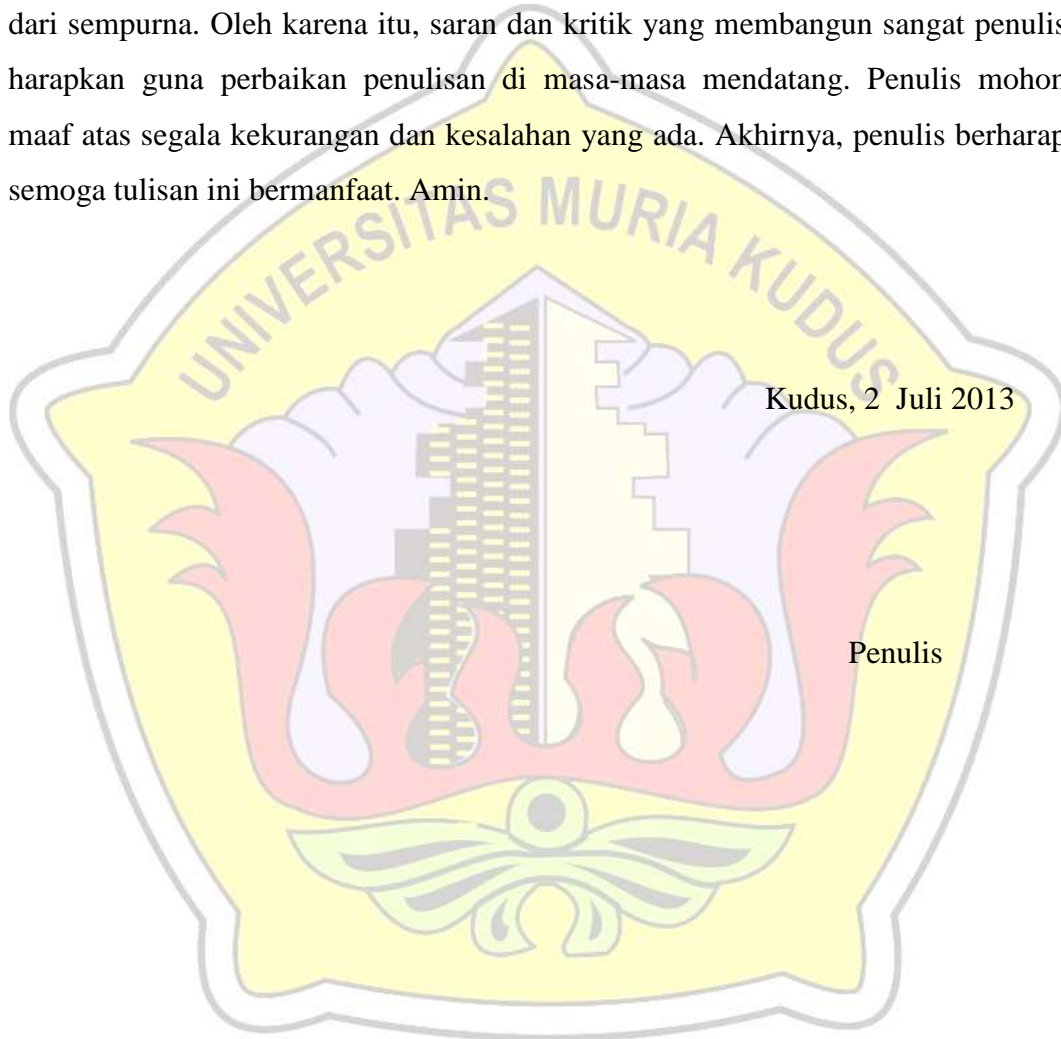 dari sempurna. Oleh karena itu, saran dan kritik yang membangun sangat penulis
harapkan guna perbaikan penulisan di masa-masa mendatang. Penulis mohon
maaf atas segala kekurangan dan kesalahan yang ada. Akhirnya, penulis berharap
semoga tulisan ini bermanfaat. Amin.
UNIVERSITAS MURIA KUDUS
Kudus, 2  Juli 2013
Penulis